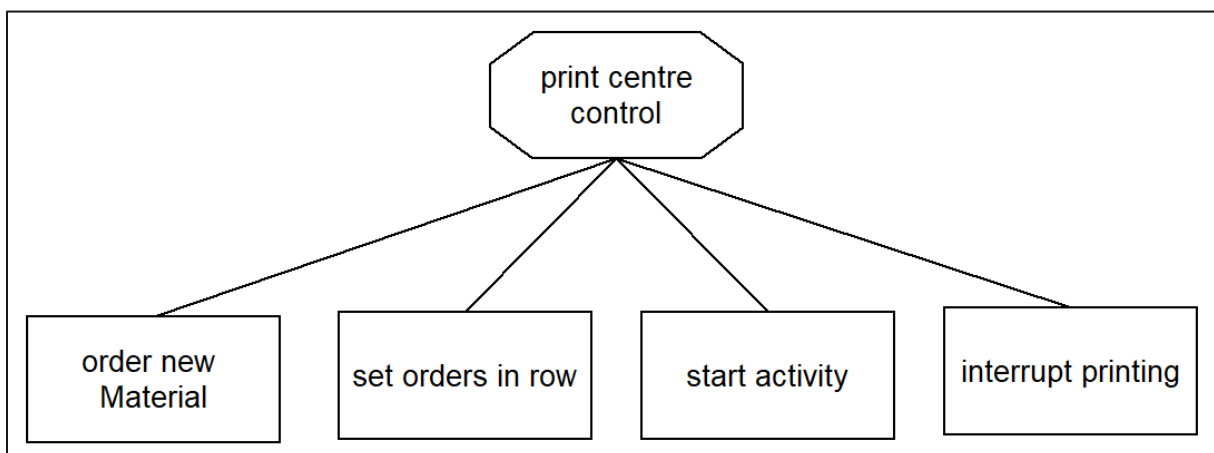 print centre
control
order new
Material
set orders in row
start activity
interrupt printing